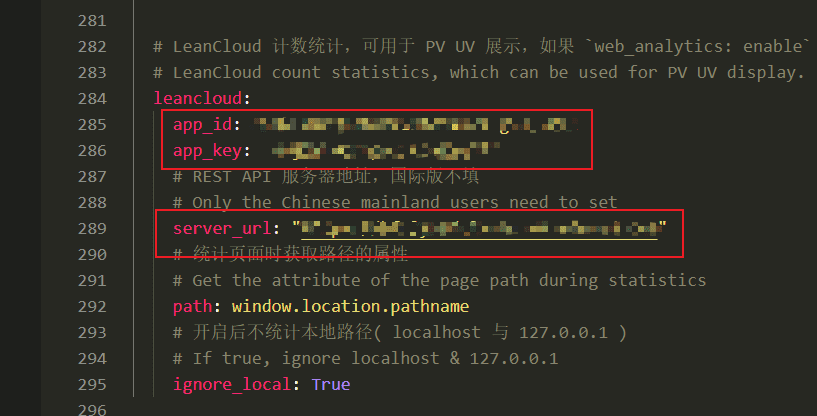 281
282 # LeanCloud 计数统计，可用于 PV UV 展示，如果 `web_analytics: enable`
283 # LeanCloud count statistics, which can be used for PV UV display.
284 leancloud:
285 app_id:
286 app_key:
287 # REST API 服务器地址，国际版不填
288 # Only the Chinese mainland users need to set
289 server_url: " "
290 # 统计页面时获取路径的属性
291 # Get the attribute of the page path during statistics
292 path: window.location.pathname
293 # 开启后不统计本地路径( localhost 与 127.0.0.1 )
294 # If true, ignore localhost & 127.0.0.1
295 ignore_local: True
296